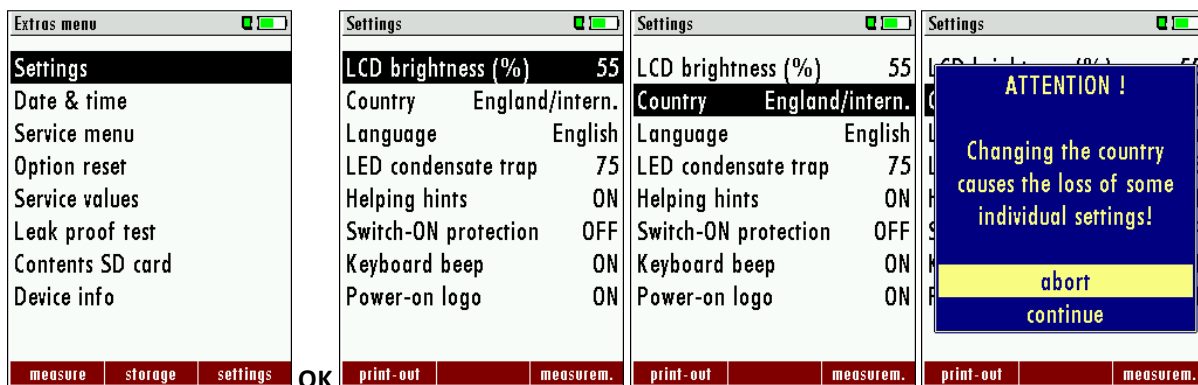 Extras menu
Settings
Date & time
Service menu
Option reset
Service values
Leak proof test
Contents SD card
Device info
measure storage settings
OK
Settings
LCD brightness (%) 55
Country England/intern.
Language English
LED condensate trap 75
Helping hints ON
Switch-ON protection OFF
Keyboard beep ON
Power-on logo ON
print-out measurem.
Settings
LCD brightness (%) 55
Country England/intern.
Language English
LED condensate trap 75
Helping hints ON
Switch-ON protection OFF
Keyboard beep ON
Power-on logo ON
print-out measurem.
Settings
ATTENTION !
Changing the country
causes the loss of some
individual settings!
abort
continue
print-out measurem.